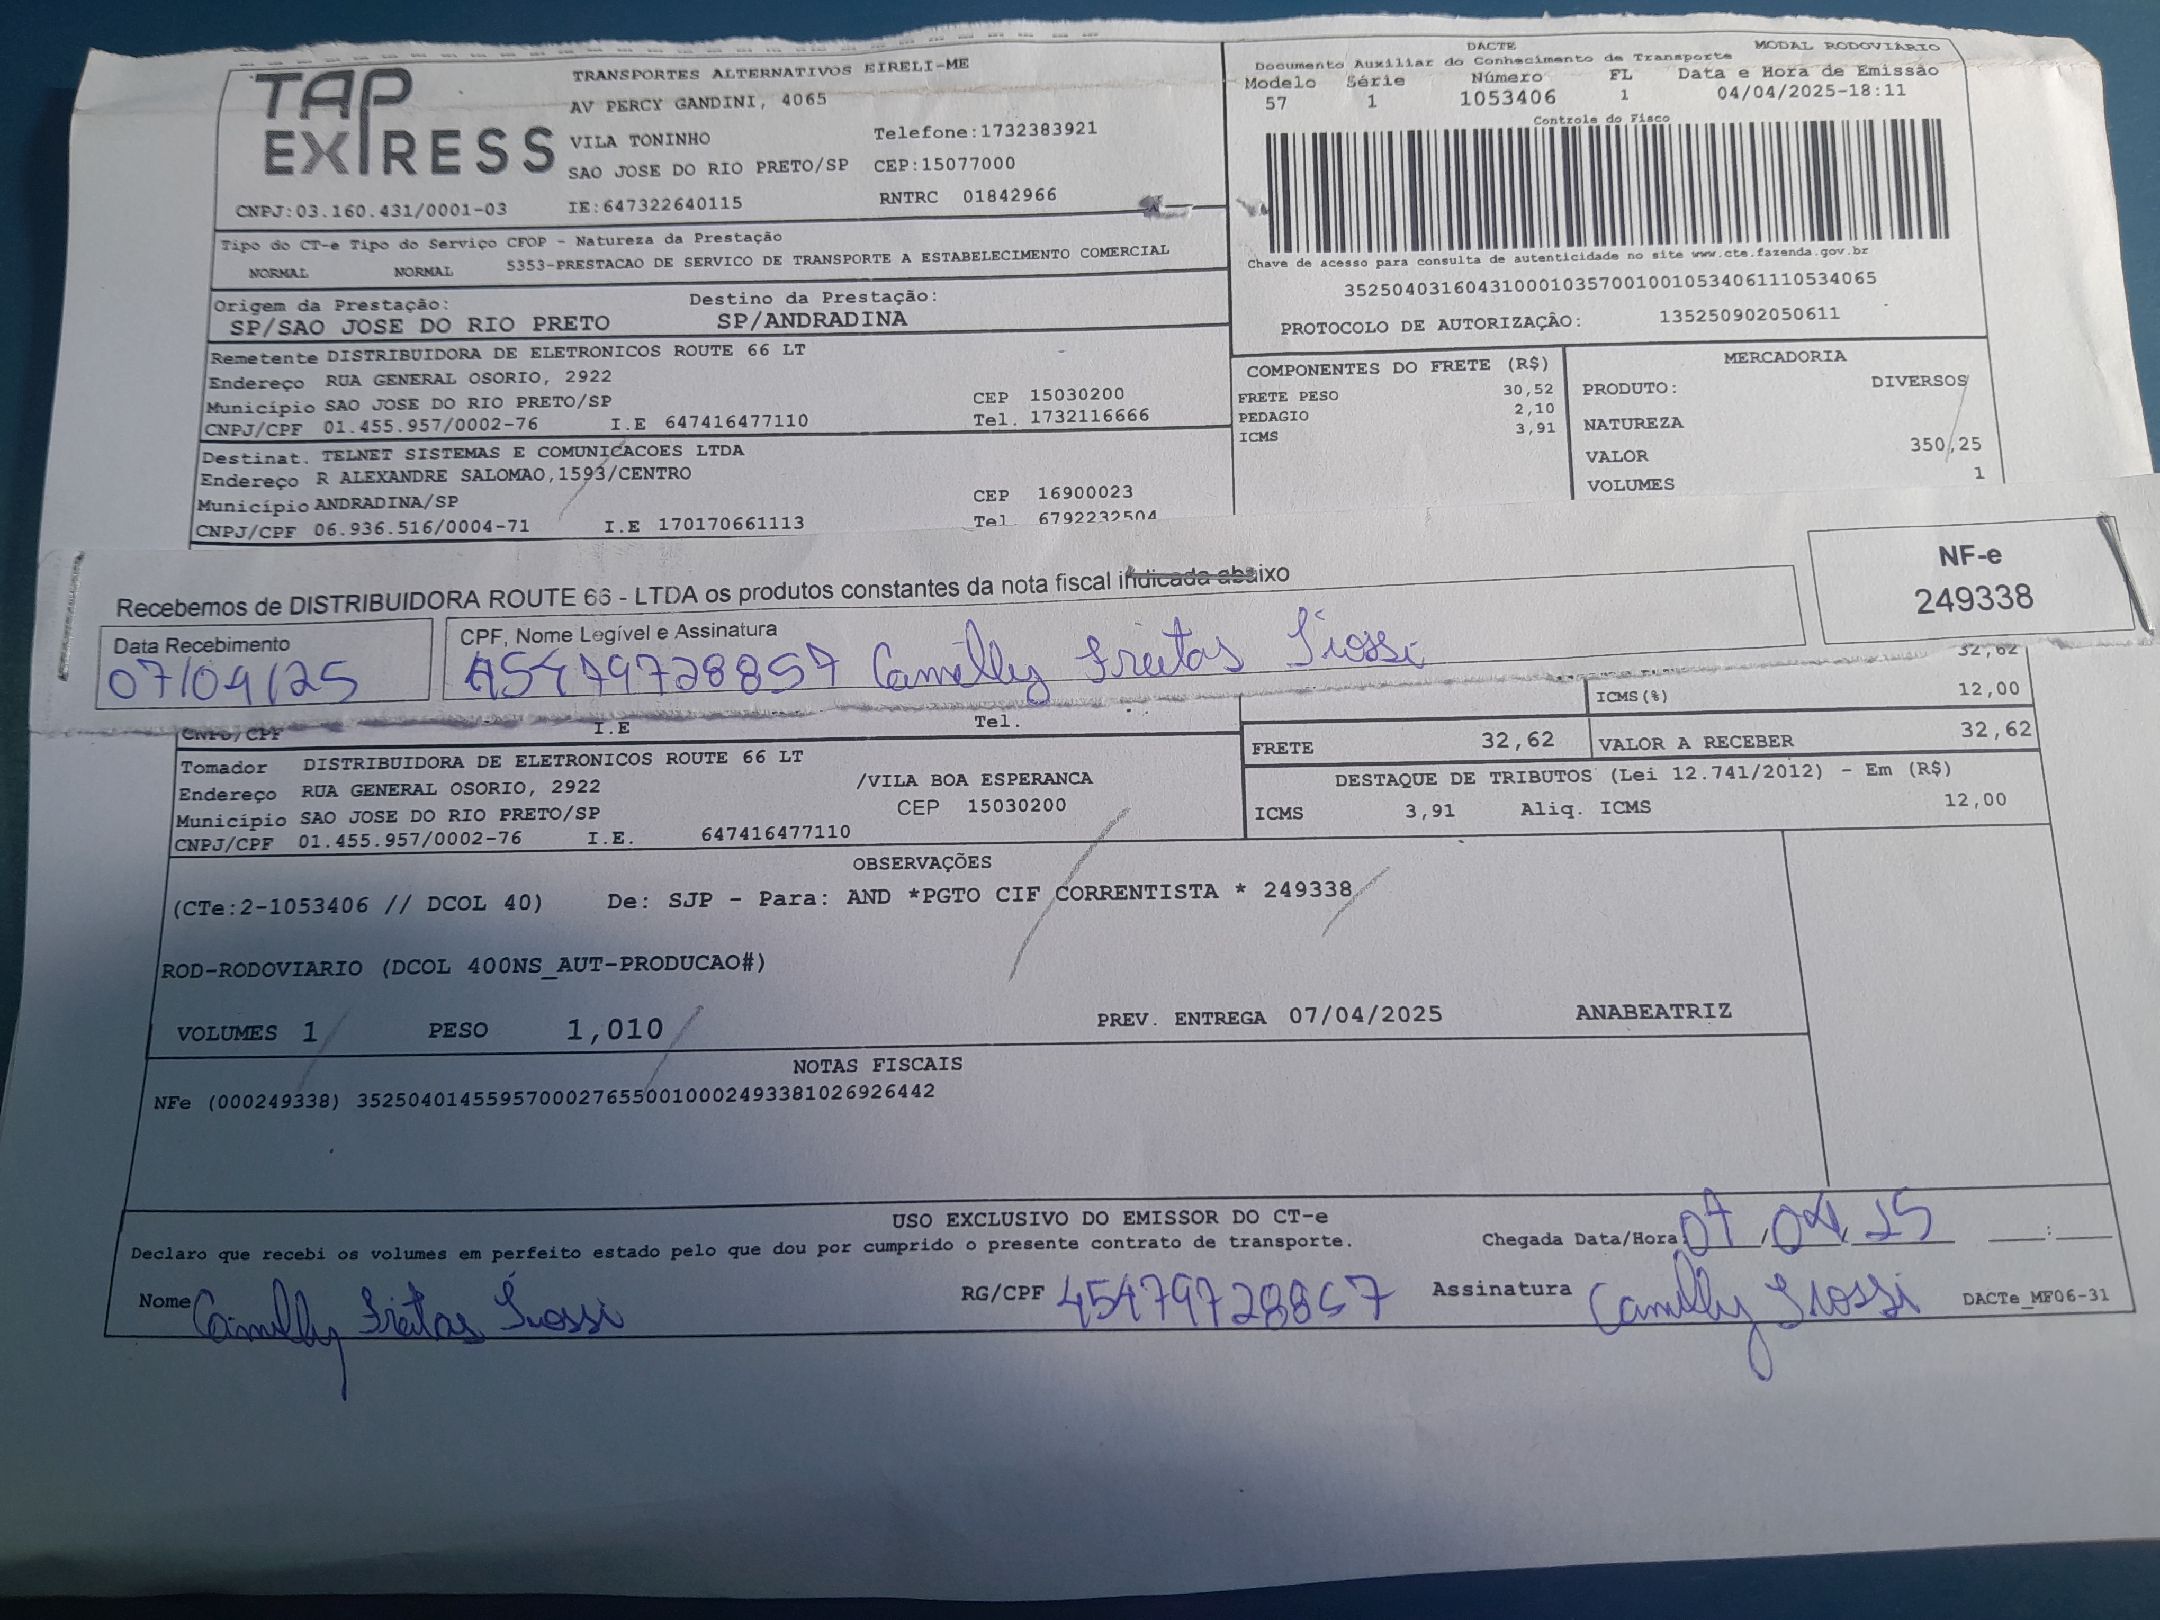 TAP EXPRESS
TRANSPORTES ALTERNATIVOS EIRELI-ME
AV PERCY GANDINI, 4065
VILA TONINHO Telefone:1732383921
SAO JOSE DO RIO PRETO/SP CEP:15077000
CNPJ:03.160.431/0001-03 IE:647322640115 RNTRC 01842966
DACTE MODAL RODOVIÁRIO
Documento Auxiliar do Conhecimento de Transporte
Modelo Série Número FL Data e Hora de Emissão
57 1 1053406 1 04/04/2025-18:11
Controle do Fisco
Chave de acesso para consulta de autenticidade no site www.cte.fazenda.gov.br
35250403160431000103570010010534061110534065
PROTOCOLO DE AUTORIZAÇÃO: 135250902050611
Tipo do CT-e Tipo do Serviço CFOP - Natureza da Prestação
NORMAL NORMAL 5353-PRESTACAO DE SERVICO DE TRANSPORTE A ESTABELECIMENTO COMERCIAL
Origem da Prestação: Destino da Prestação:
SP/SAO JOSE DO RIO PRETO SP/ANDRADINA
Remetente DISTRIBUIDORA DE ELETRONICOS ROUTE 66 LT
Endereço RUA GENERAL OSORIO, 2922
Município SAO JOSE DO RIO PRETO/SP CEP 15030200
CNPJ/CPF 01.455.957/0002-76 I.E 647416477110 Tel. 1732116666
Destinat. TELNET SISTEMAS E COMUNICACOES LTDA
Endereço R ALEXANDRE SALOMAO,1593/CENTRO
Município ANDRADINA/SP CEP 16900023
CNPJ/CPF 06.936.516/0004-71 I.E 170170661113 Tel 6792232504
COMPONENTES DO FRETE (R$)
FRETE PESO 30,52
PEDAGIO 2,10
ICMS 3,91
MERCADORIA
PRODUTO: DIVERSOS
NATUREZA
VALOR 350,25
VOLUMES 1
Recebemos de DISTRIBUIDORA ROUTE 66 - LTDA os produtos constantes da nota fiscal indicada abaixo
NF-e
249338
Data Recebimento
07/04/25
CPF, Nome Legível e Assinatura
45479728857 Camilly Freitas Tiossi
32,62
ICMS(%) 12,00
CNPJ/CPF I.E Tel.
FRETE 32,62 VALOR A RECEBER 32,62
DESTAQUE DE TRIBUTOS (Lei 12.741/2012) - Em (R$)
ICMS 3,91 Aliq. ICMS 12,00
Tomador DISTRIBUIDORA DE ELETRONICOS ROUTE 66 LT
Endereço RUA GENERAL OSORIO, 2922 /VILA BOA ESPERANCA
Município SAO JOSE DO RIO PRETO/SP CEP 15030200
CNPJ/CPF 01.455.957/0002-76 I.E. 647416477110
OBSERVAÇÕES
(CTe:2-1053406 // DCOL 40) De: SJP - Para: AND *PGTO CIF CORRENTISTA * 249338
ROD-RODOVIARIO (DCOL 400NS_AUT-PRODUCAO#)
VOLUMES 1 PESO 1,010 PREV. ENTREGA 07/04/2025 ANABEATRIZ
NOTAS FISCAIS
NFe (000249338) 35250401455957000276550010002493381026926442
USO EXCLUSIVO DO EMISSOR DO CT-e
Declaro que recebi os volumes em perfeito estado pelo que dou por cumprido o presente contrato de transporte. Chegada Data/Hora 07/04/25 :
Nome Camilly Freitas Tiossi RG/CPF 45479728857 Assinatura Camilly Tiossi DACTe_MF06-31